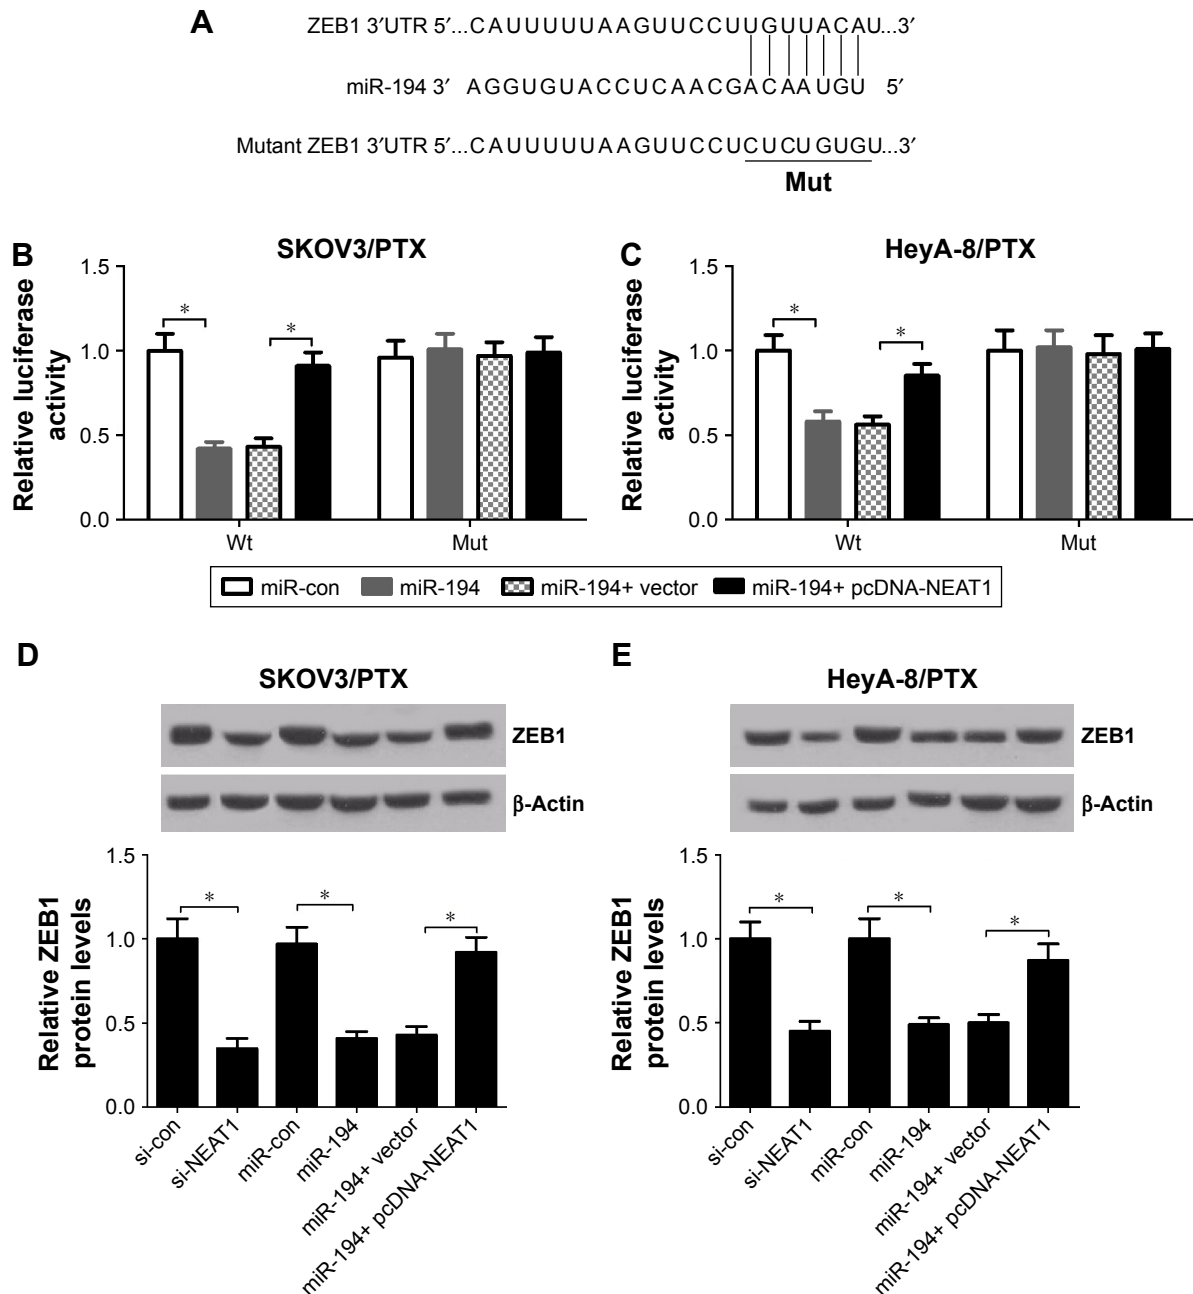 A
ZEB1 3′UTR 5′...CAUUUUUAAGUUCCUUGUUACAU...3′
miR-194 3′ AGGUGUACCUCAACGACAAUGU 5′
Mutant ZEB1 3′UTR 5′...CAUUUUUAAGUUCCUCUCUGUGU...3′
Mut
B
SKOV3/PTX
Relative luciferase
activity
1.5
1.0
0.5
0.0
*
*
Wt
Mut
C
HeyA-8/PTX
Relative luciferase
activity
1.5
1.0
0.5
0.0
*
*
Wt
Mut
miR-con
miR-194
miR-194+ vector
miR-194+ pcDNA-NEAT1
D
SKOV3/PTX
ZEB1
β-Actin
Relative ZEB1
protein levels
1.5
1.0
0.5
0.0
*
*
*
si-con
si-NEAT1
miR-con
miR-194
miR-194+ vector
miR-194+ pcDNA-NEAT1
E
HeyA-8/PTX
ZEB1
β-Actin
Relative ZEB1
protein levels
1.5
1.0
0.5
0.0
*
*
*
si-con
si-NEAT1
miR-con
miR-194
miR-194+ vector
miR-194+ pcDNA-NEAT1